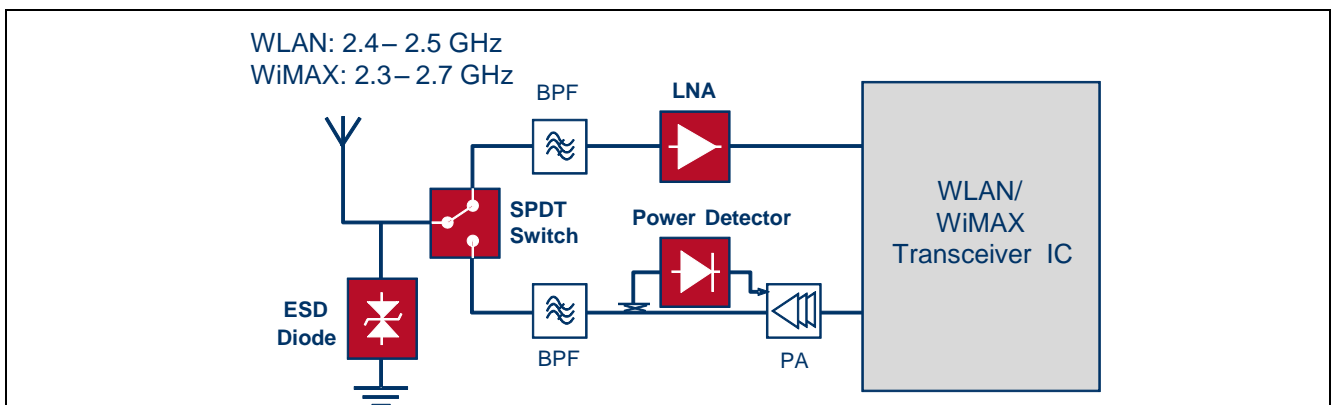 WLAN: 2.4– 2.5 GHz
WiMAX: 2.3– 2.7 GHz
BPF
LNA
SPDT
Switch
Power Detector
WLAN/
WiMAX
Transceiver IC
ESD
Diode
BPF
PA